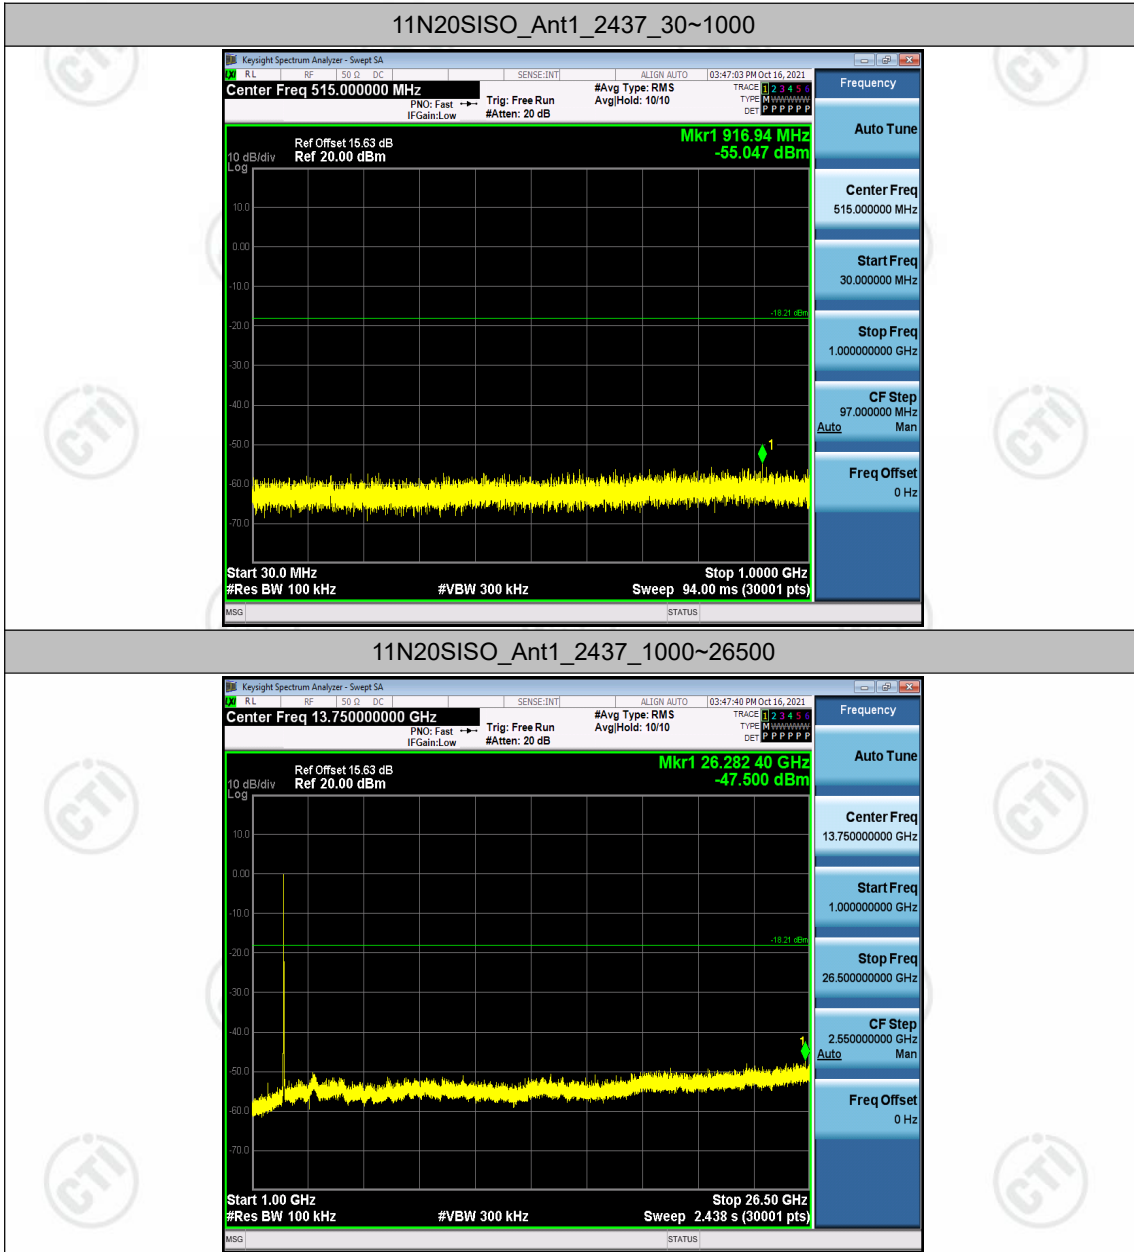 11N20SISO_Ant1_2437_30~1000
Keysight Spectrum Analyzer - Swept SA
LXI RL RF 50 Ω DC SENSE:INT ALIGN AUTO 03:47:03 PM Oct 16, 2021
Center Freq 515.000000 MHz
PNO: Fast
IFGain:Low
Trig: Free Run
#Atten: 20 dB
#Avg Type: RMS
Avg|Hold: 10/10
TRACE 1 2 3 4 5 6
TYPE M W W W W W
DET P P P P P P
Mkr1 916.94 MHz
-55.047 dBm
Ref Offset 15.63 dB
10 dB/div Ref 20.00 dBm
Log
10.0
0.00
-10.0
-18.21 dBm
-20.0
-30.0
-40.0
-50.0
1
-60.0
-70.0
Start 30.0 MHz Stop 1.0000 GHz
#Res BW 100 kHz #VBW 300 kHz Sweep 94.00 ms (30001 pts)
MSG STATUS
Frequency
Auto Tune
Center Freq
515.000000 MHz
Start Freq
30.000000 MHz
Stop Freq
1.000000000 GHz
CF Step
97.000000 MHz
Auto Man
Freq Offset
0 Hz
11N20SISO_Ant1_2437_1000~26500
Keysight Spectrum Analyzer - Swept SA
LXI RL RF 50 Ω DC SENSE:INT ALIGN AUTO 03:47:40 PM Oct 16, 2021
Center Freq 13.750000000 GHz
PNO: Fast
IFGain:Low
Trig: Free Run
#Atten: 20 dB
#Avg Type: RMS
Avg|Hold: 10/10
TRACE 1 2 3 4 5 6
TYPE M W W W W W
DET P P P P P P
Mkr1 26.282 40 GHz
-47.500 dBm
Ref Offset 15.63 dB
10 dB/div Ref 20.00 dBm
Log
10.0
0.00
-10.0
-18.21 dBm
-20.0
-30.0
-40.0
1
-50.0
-60.0
-70.0
Start 1.00 GHz Stop 26.50 GHz
#Res BW 100 kHz #VBW 300 kHz Sweep 2.438 s (30001 pts)
MSG STATUS
Frequency
Auto Tune
Center Freq
13.750000000 GHz
Start Freq
1.000000000 GHz
Stop Freq
26.500000000 GHz
CF Step
2.550000000 GHz
Auto Man
Freq Offset
0 Hz
CTI
CTI
CTI
CTI
CTI
CTI
CTI
CTI